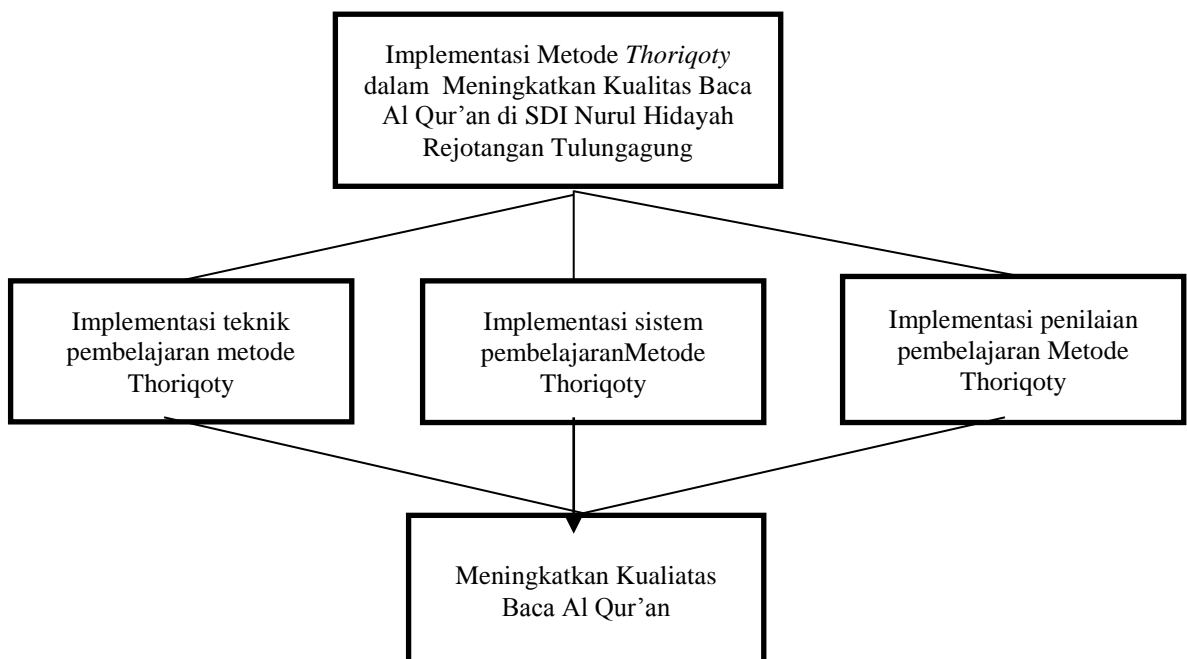 Implementasi Metode Thoriqoty
dalam Meningkatkan Kualitas Baca
Al Qur’an di SDI Nurul Hidayah
Rejotangan Tulungagung
Implementasi teknik
pembelajaran metode
Thoriqoty
Implementasi sistem
pembelajaranMetode
Thoriqoty
Implementasi penilaian
pembelajaran Metode
Thoriqoty
Meningkatkan Kualiatas
Baca Al Qur’an